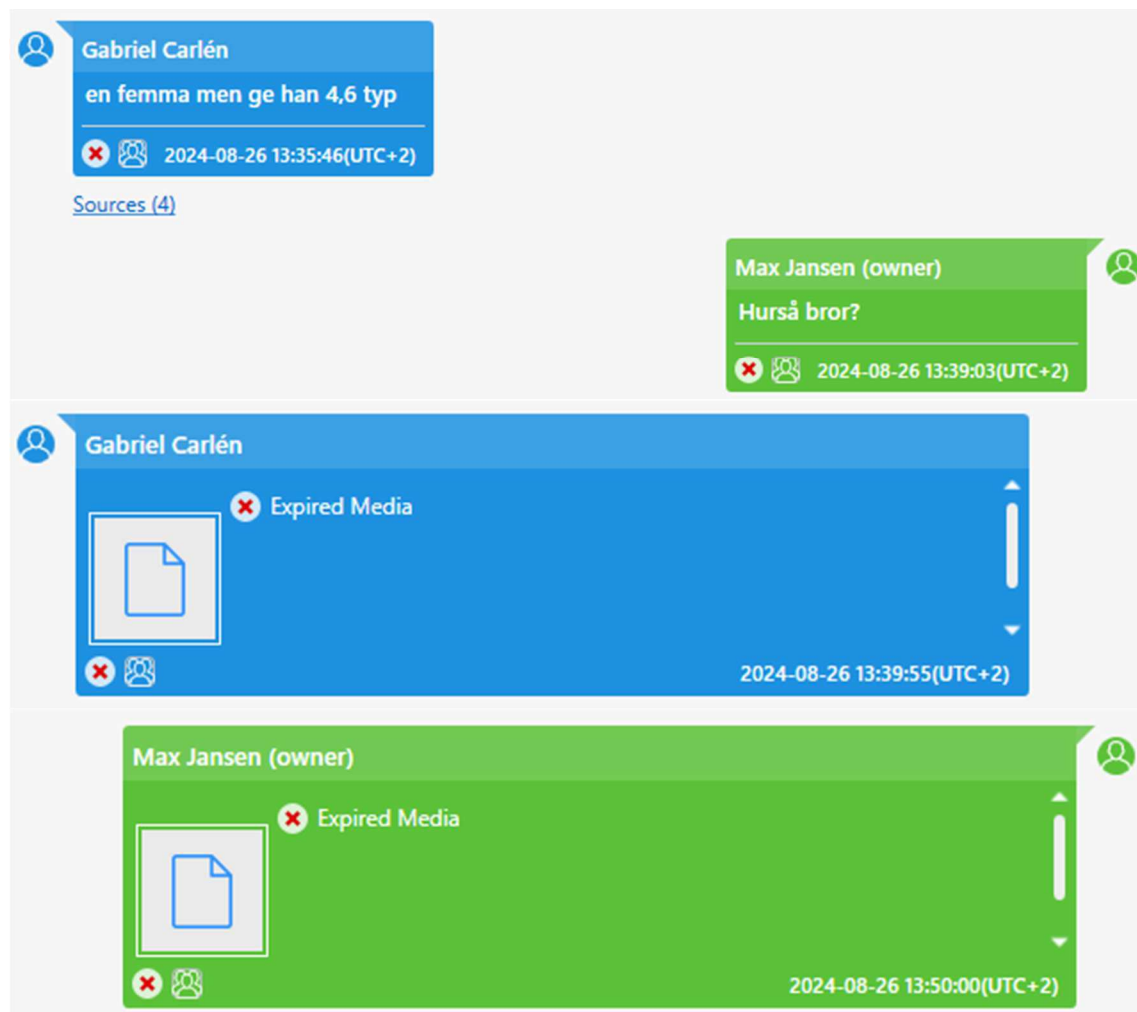 Gabriel Carlén
en femma men ge han 4,6 typ
2024-08-26 13:35:46(UTC+2)
Sources (4)
Max Jansen (owner)
Hurså bror?
2024-08-26 13:39:03(UTC+2)
Gabriel Carlén
Expired Media
2024-08-26 13:39:55(UTC+2)
Max Jansen (owner)
Expired Media
2024-08-26 13:50:00(UTC+2)